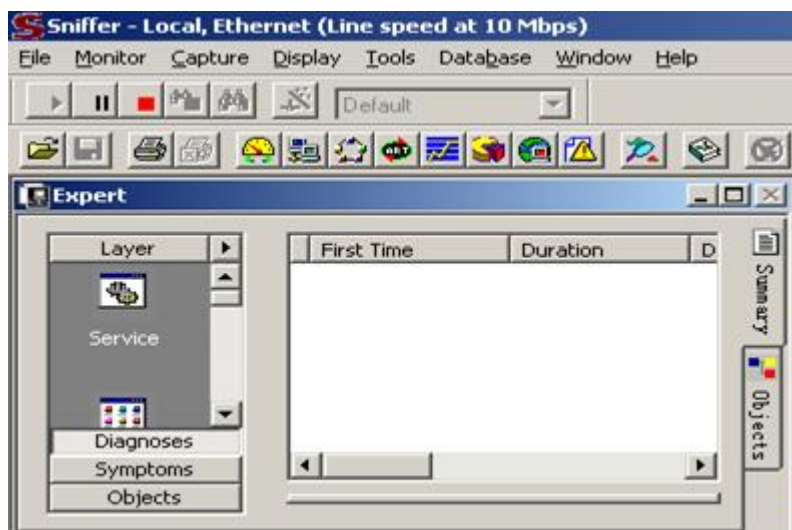 Sniffer - Local, Ethernet (Line speed at 10 Mbps)
File Monitor Capture Display Tools Database Window Help
Default
ART
Expert
Layer
First Time Duration D
Service
Diagnoses
Symptoms
Objects
Summary
Objects